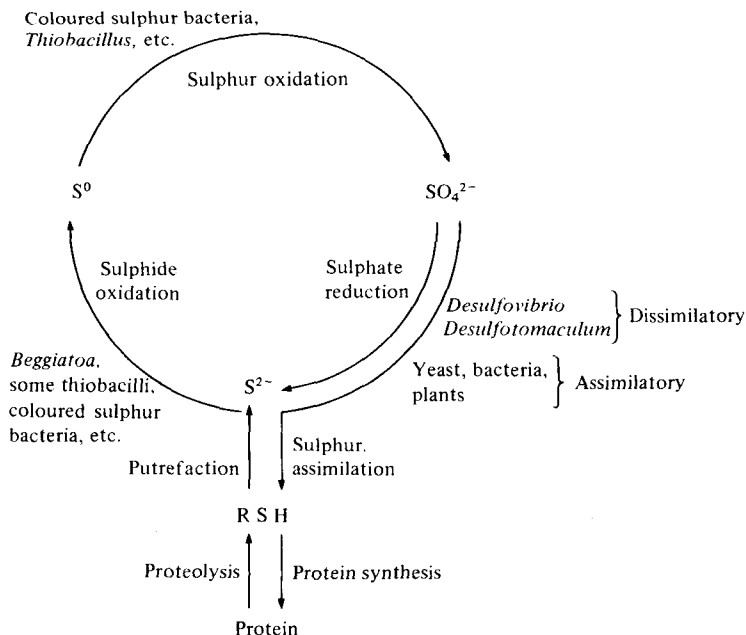 Coloured sulphur bacteria,
Thiobacillus, etc.
Sulphur oxidation
S⁰
SO₄²⁻
Sulphide
oxidation
Sulphate
reduction
Desulfovibrio
Desulfotomaculum
Dissimilatory
Beggiatoa,
some thiobacilli,
coloured sulphur
bacteria, etc.
S²⁻
Yeast, bacteria,
plants
Assimilatory
Putrefaction
Sulphur.
assimilation
R S H
Proteolysis
Protein synthesis
Protein